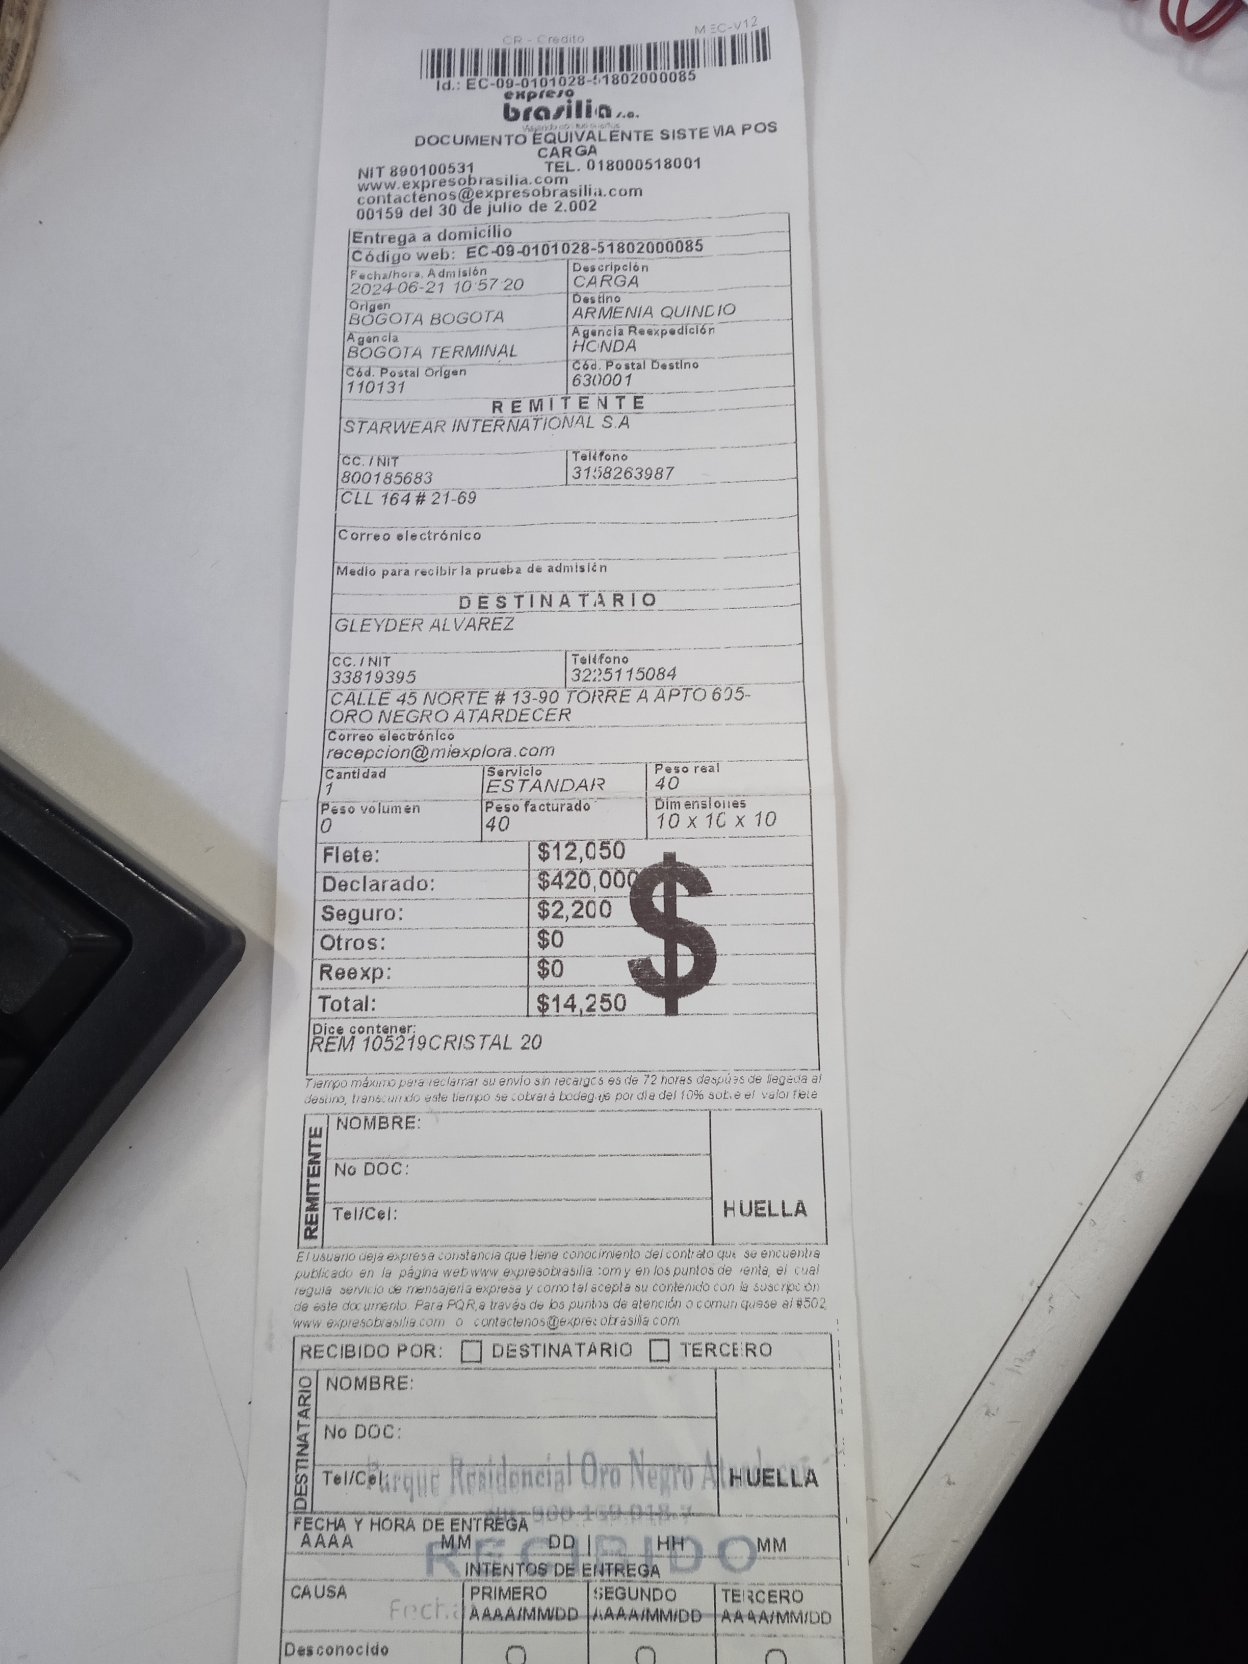 CR - Credito MEC-V12
Id.: EC-09-0101028-51802000085
expreso
brasilia s.a.
DOCUMENTO EQUIVALENTE SISTEMA POS
CARGA
NIT 890100531 TEL. 018000518001
www.expresobrasilia.com
contactenos@expresobrasilia.com
00159 del 30 de julio de 2.002
Entrega a domicilio
Código web: EC-09-0101028-51802000085
Fecha/hora. Admisión Descripción
2024-06-21 10:57:20 CARGA
Origen Destino
BOGOTA BOGOTA ARMENIA QUINDIO
Agencia Agencia Reexpedición
BOGOTA TERMINAL HONDA
Cód. Postal Origen Cód. Postal Destino
110131 630001
REMITENTE
STARWEAR INTERNATIONAL S.A
CC. / NIT Teléfono
800185683 3158263987
CLL 164 # 21-69
Correo electrónico
Medio para recibir la prueba de admisión
DESTINATARIO
GLEYDER ALVAREZ
CC. / NIT Teléfono
33819395 3225115084
CALLE 45 NORTE # 13-90 TORRE A APTO 605-
ORO NEGRO ATARDECER
Correo electrónico
recepcion@miexplora.com
Cantidad Servicio Peso real
1 ESTANDAR 40
Peso volumen Peso facturado Dimensiones
0 40 10 x 10 x 10
Flete: $12,050
Declarado: $420,000
Seguro: $2,200
Otros: $0
Reexp: $0
Total: $14,250
$
Dice contener:
REM 105219CRISTAL 20
Tiempo máximo para reclamar su envío sin recargos es de 72 horas después de llegada al
destino, transcurrido este tiempo se cobrará bodegaje por día del 10% sobre el valor flete
REMITENTE
NOMBRE:
No DOC:
Tel/Cel:
HUELLA
El usuario deja expresa constancia que tiene conocimiento del contrato que se encuentra
publicado en la página web www expresobrasilia.com y en los puntos de venta, el cual
regula servicio de mensajería expresa y como tal acepta su contenido con la suscripción
de este documento. Para PQR a través de los puntos de atención o comuniquese al #502,
www.expresobrasilia.com o contactenos@expresobrasilia.com
RECIBIDO POR: DESTINATARIO TERCERO
DESTINATARIO
NOMBRE:
No DOC:
Tel/Cel:
HUELLA
Parque Residencial Oro Negro Atardecer
RECIBIDO
Fecha
FECHA Y HORA DE ENTREGA
AAAA MM DD HH MM
INTENTOS DE ENTREGA
CAUSA PRIMERO SEGUNDO TERCERO
AAAA/MM/DD AAAA/MM/DD AAAA/MM/DD
Desconocido